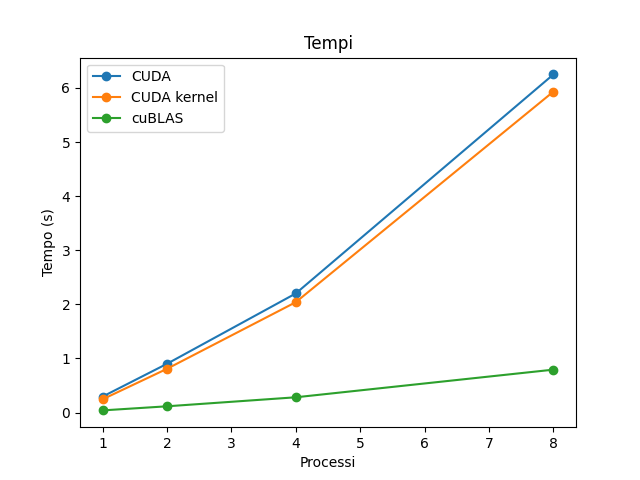 Tempi
CUDA
CUDA kernel
cuBLAS
6
5
4
3
2
1
0
Tempo (s)
1 2 3 4 5 6 7 8
Processi